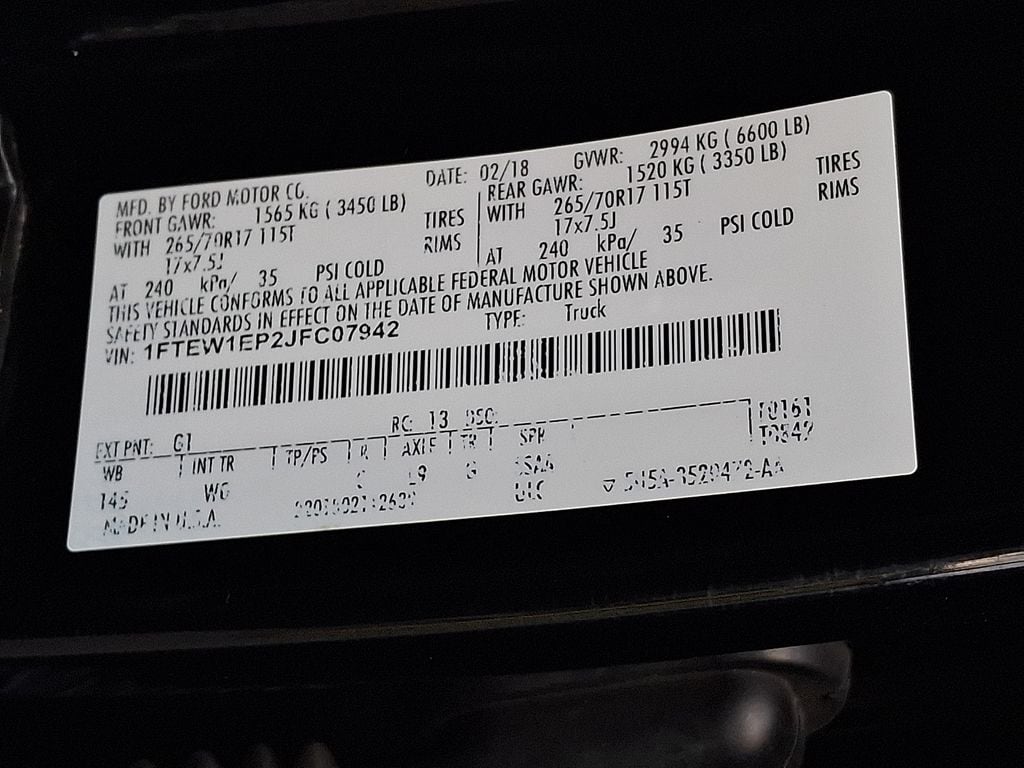 MFD. BY FORD MOTOR CO. DATE: 02/18 GVWR: 2994 KG ( 6600 LB)
FRONT GAWR: 1565 KG ( 3450 LB) REAR GAWR: 1520 KG ( 3350 LB)
WITH 265/70R17 115T TIRES WITH 265/70R17 115T TIRES
17x7.5J RIMS 17x7.5J RIMS
AT 240 kPa/ 35 PSI COLD AT 240 kPa/ 35 PSI COLD
THIS VEHICLE CONFORMS TO ALL APPLICABLE FEDERAL MOTOR VEHICLE
SAFETY STANDARDS IN EFFECT ON THE DATE OF MANUFACTURE SHOWN ABOVE.
VIN: 1FTEW1EP2JFC07942 TYPE: Truck
EXT PNT: G1 RC: 13 DSO:
WB INT TR TP/PS R AXLE TR SPR
145 WG L9 G
MADE IN U.S.A.